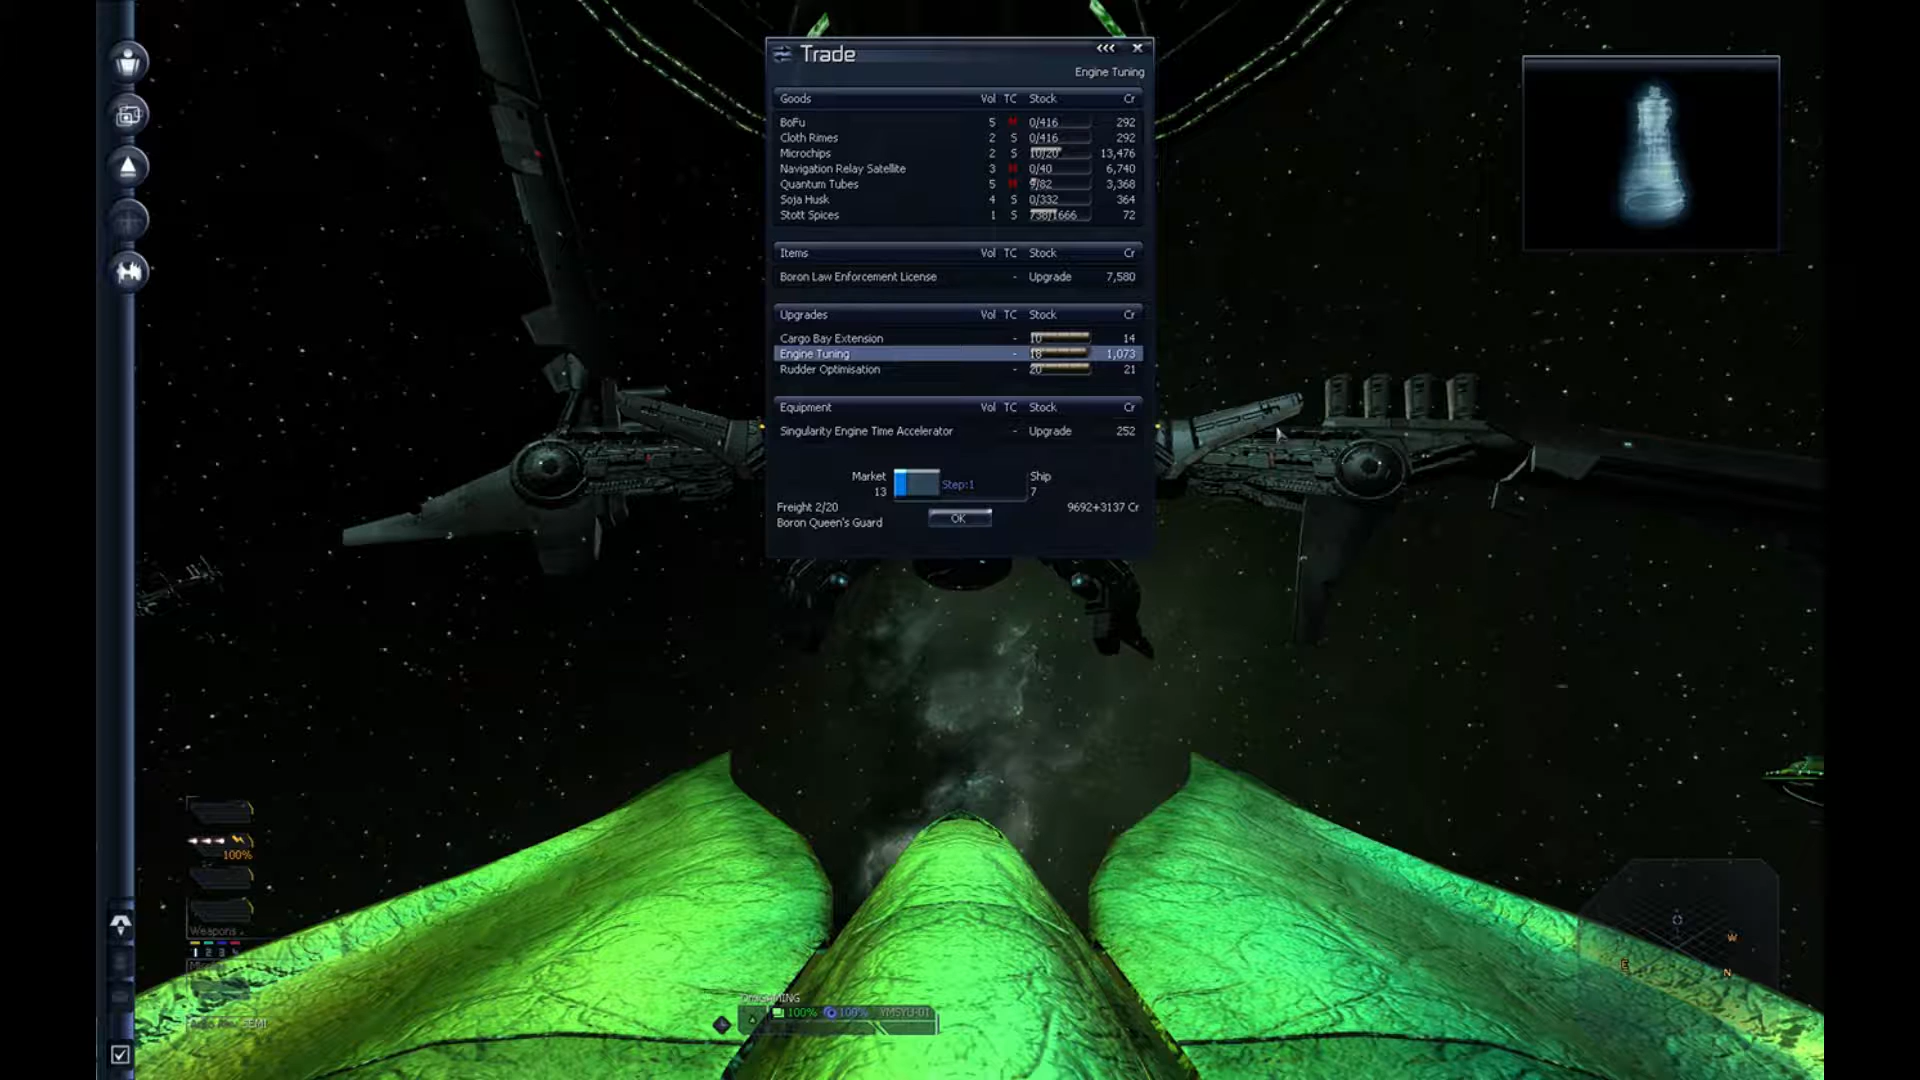 Trade
Engine Tuning
Goods Vol TC Stock Cr
BoFu 5 M 0/416 292
Cloth Rimes 2 S 0/416 292
Microchips 2 S 10/20 13,476
Navigation Relay Satellite 3 M 0/40 6,740
Quantum Tubes 5 M 9/82 3,368
Soja Husk 4 S 0/332 364
Stott Spices 1 S 738/1666 72
Items Vol TC Stock Cr
Boron Law Enforcement License - Upgrade 7,580
Upgrades Vol TC Stock Cr
Cargo Bay Extension - 10 14
Engine Tuning - 18 1,073
Rudder Optimisation - 20 21
Equipment Vol TC Stock Cr
Singularity Engine Time Accelerator - Upgrade 252
Market Ship
13 Step:1 7
Freight 2/20 9692+3137 Cr
Boron Queen's Guard OK
100%
Weapons
1 2 3
100% 100% YMSYU-01
W
E
N